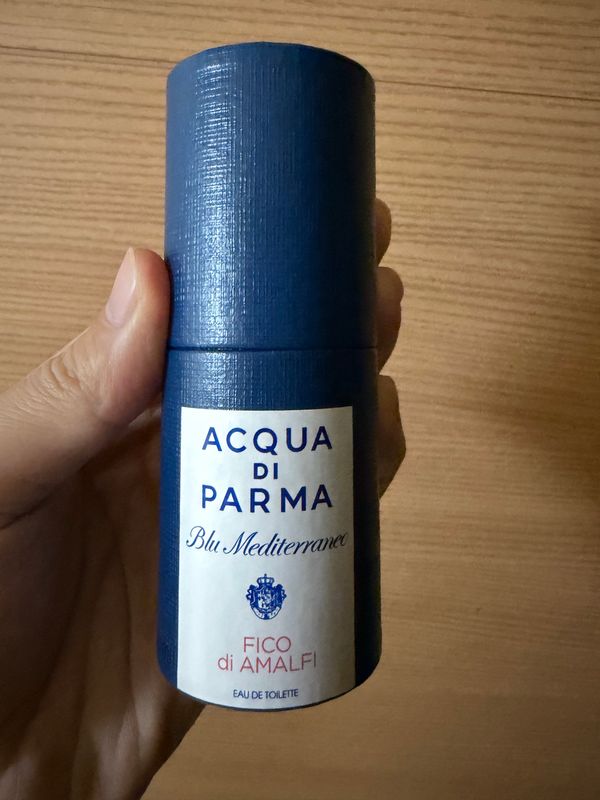 ACQUA
DI
PARMA
Blu Mediterraneo
FICO
di AMALFI
EAU DE TOILETTE